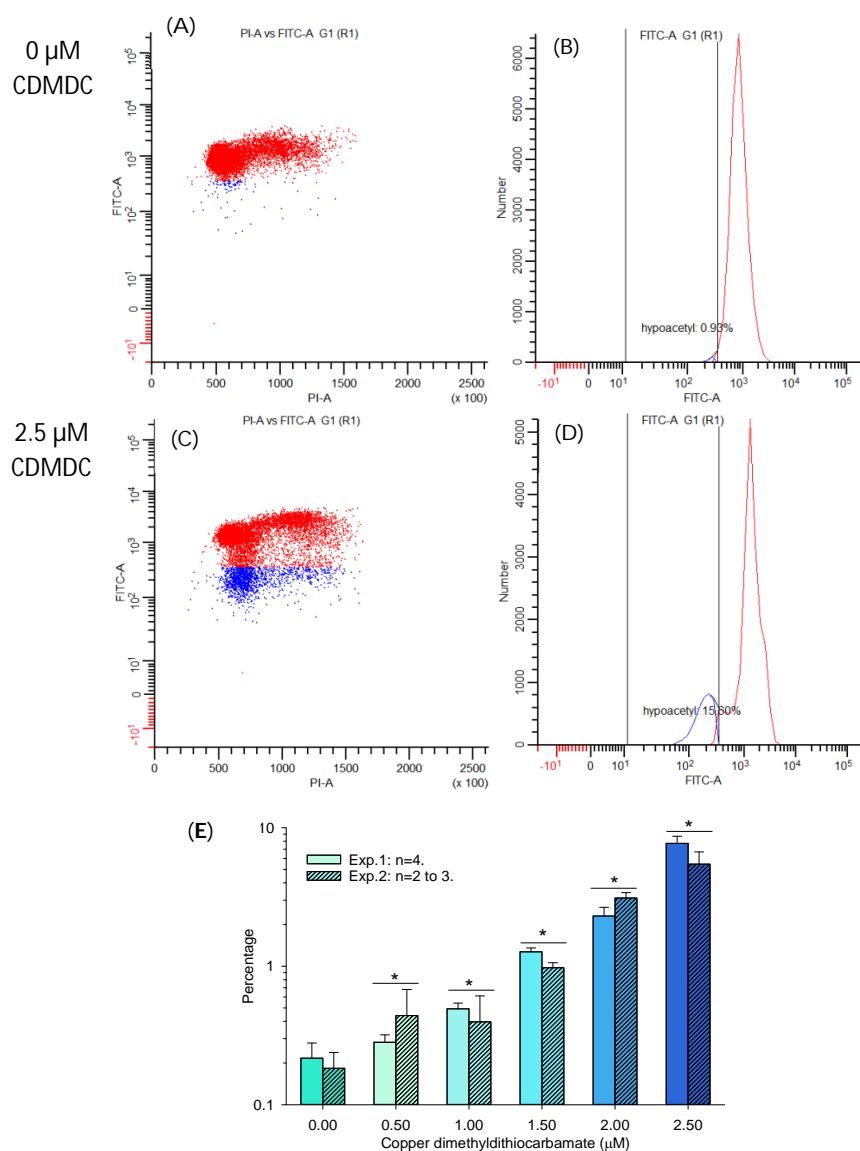 0 µM
CDMDC
(A)
PI-A vs FITC-A G1 (R1)
FITC-A
10^5
10^4
10^3
10^2
10^1
0
-10^1
0 500 1000 1500 2000 2500
PI-A
(x 100)
(B)
FITC-A G1 (R1)
Number
6000
5000
4000
3000
2000
1000
0
hypoacetyl: 0.93%
-10^1 0 10^1 10^2 10^3 10^4 10^5
FITC-A
2.5 µM
CDMDC
(C)
PI-A vs FITC-A G1 (R1)
FITC-A
10^5
10^4
10^3
10^2
10^1
0
-10^1
0 500 1000 1500 2000 2500
PI-A
(x 100)
(D)
FITC-A G1 (R1)
Number
5000
4000
3000
2000
1000
0
hypoacetyl: 15.60%
-10^1 0 10^1 10^2 10^3 10^4 10^5
FITC-A
(E)
Percentage
10
1
0.1
Exp.1: n=4.
Exp.2: n=2 to 3.
* * * * *
0.00 0.50 1.00 1.50 2.00 2.50
Copper dimethyldithiocarbamate (µM)